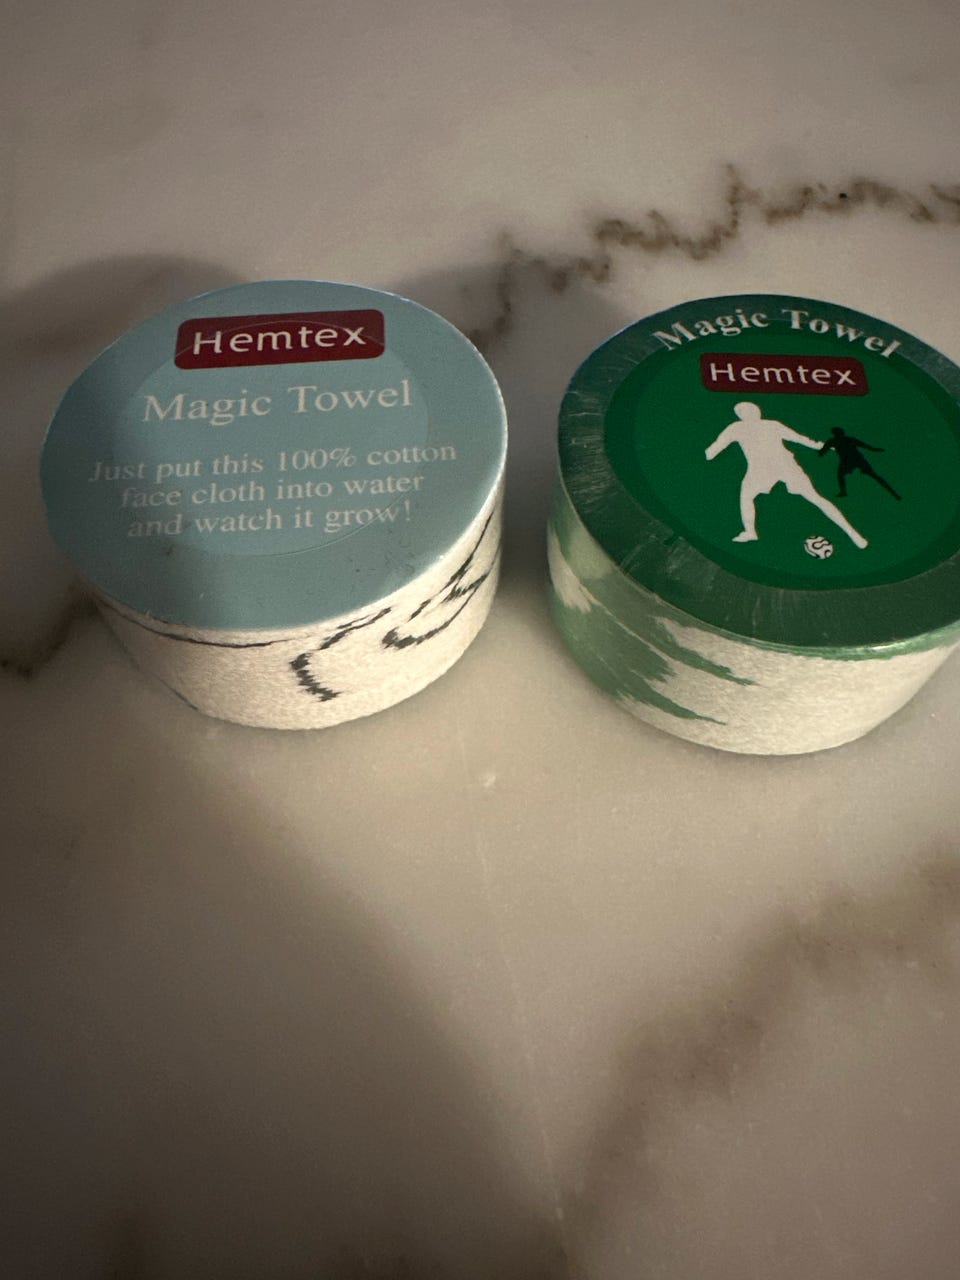 Hemtex
Magic Towel
Just put this 100% cotton
face cloth into water
and watch it grow!
Magic Towel
Hemtex